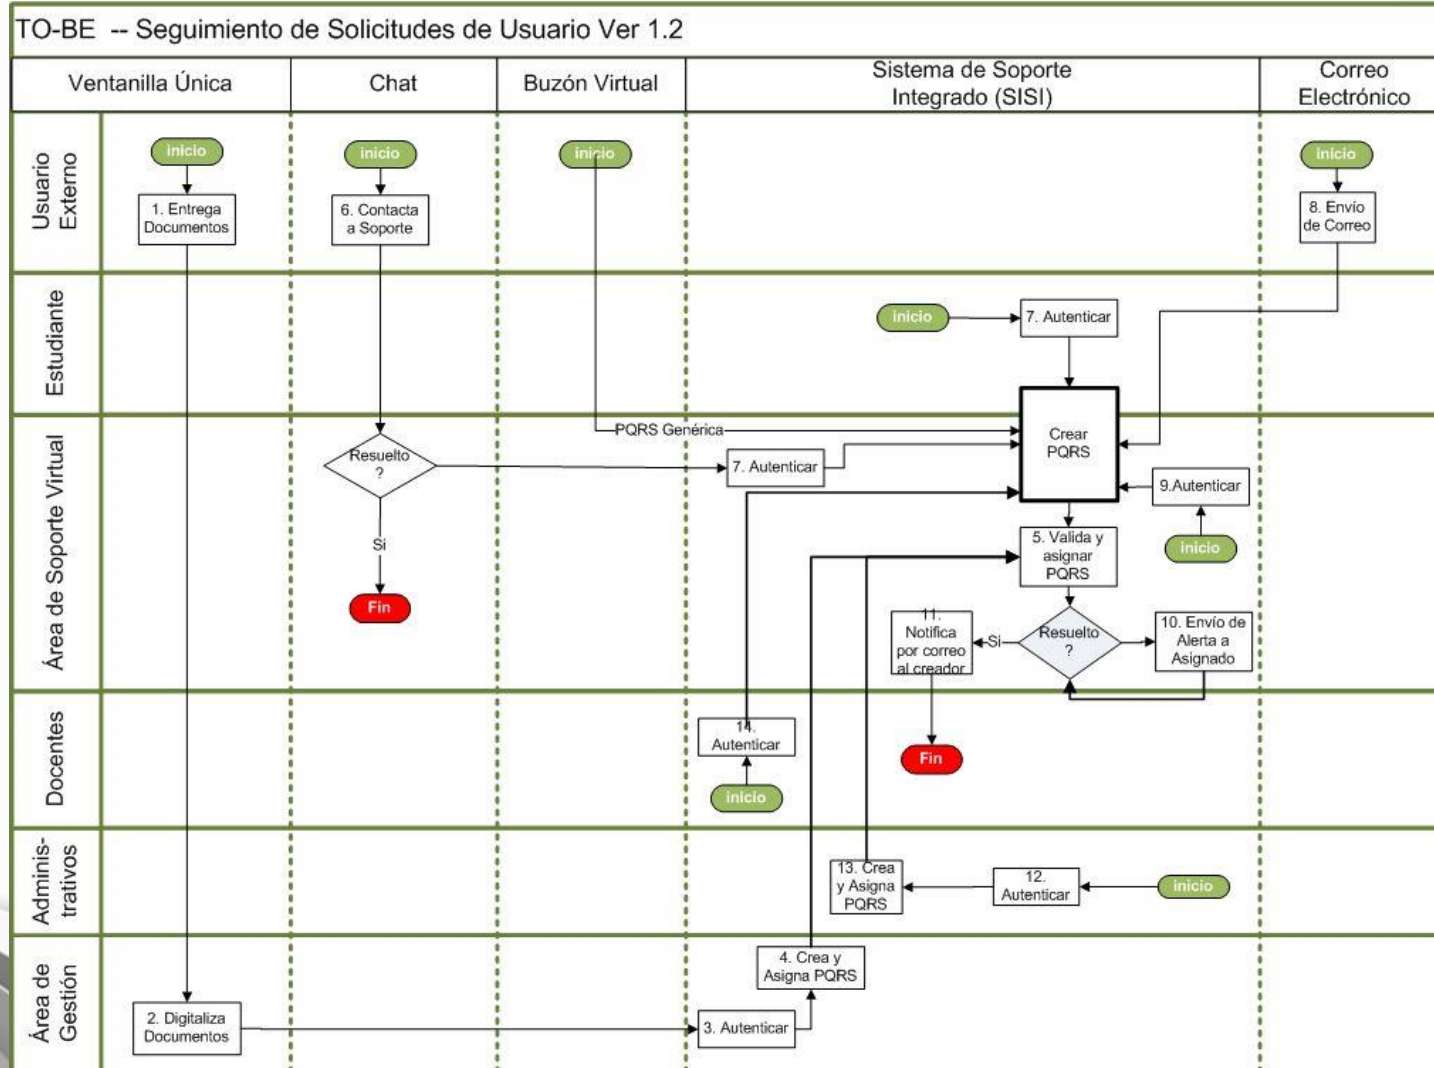 TO-BE -- Seguimiento de Solicitudes de Usuario Ver 1.2
Ventanilla Única
Chat
Buzón Virtual
Sistema de Soporte
Integrado (SISI)
Correo
Electrónico
Usuario
Externo
inicio
inicio
inicio
inicio
1. Entrega
Documentos
6. Contacta
a Soporte
8. Envío
de Correo
Estudiante
inicio
7. Autenticar
Área de Soporte Virtual
PQRS Genérica
Crear
PQRS
Resuelto
?
7. Autenticar
9.Autenticar
inicio
Si
Fin
5. Valida y
asignar
PQRS
11.
Notifica
por correo
al creador
Si
Resuelto
?
10. Envío de
Alerta a
Asignado
Docentes
14.
Autenticar
inicio
Fin
Adminis-
trativos
13. Crea
y Asigna
PQRS
12.
Autenticar
inicio
Área de
Gestión
4. Crea y
Asigna PQRS
2. Digitaliza
Documentos
3. Autenticar